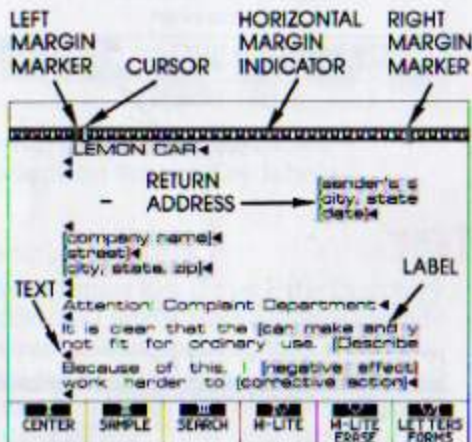 LEFT MARGIN MARKER
CURSOR
HORIZONTAL MARGIN INDICATOR
RIGHT MARGIN MARKER
LEMON CAR
RETURN ADDRESS
[sender's s
city, state
[date]
[company name]
[street]
[city, state, zip]
LABEL
TEXT
Attention: Complaint Department
It is clear that the [car make and y
not fit for ordinary use. [Describe
Because of this, I [negative effect]
work harder to [corrective action]
CENTER SAMPLE SEARCH H-LITE H-LITE ERASE LETTERS FORMS